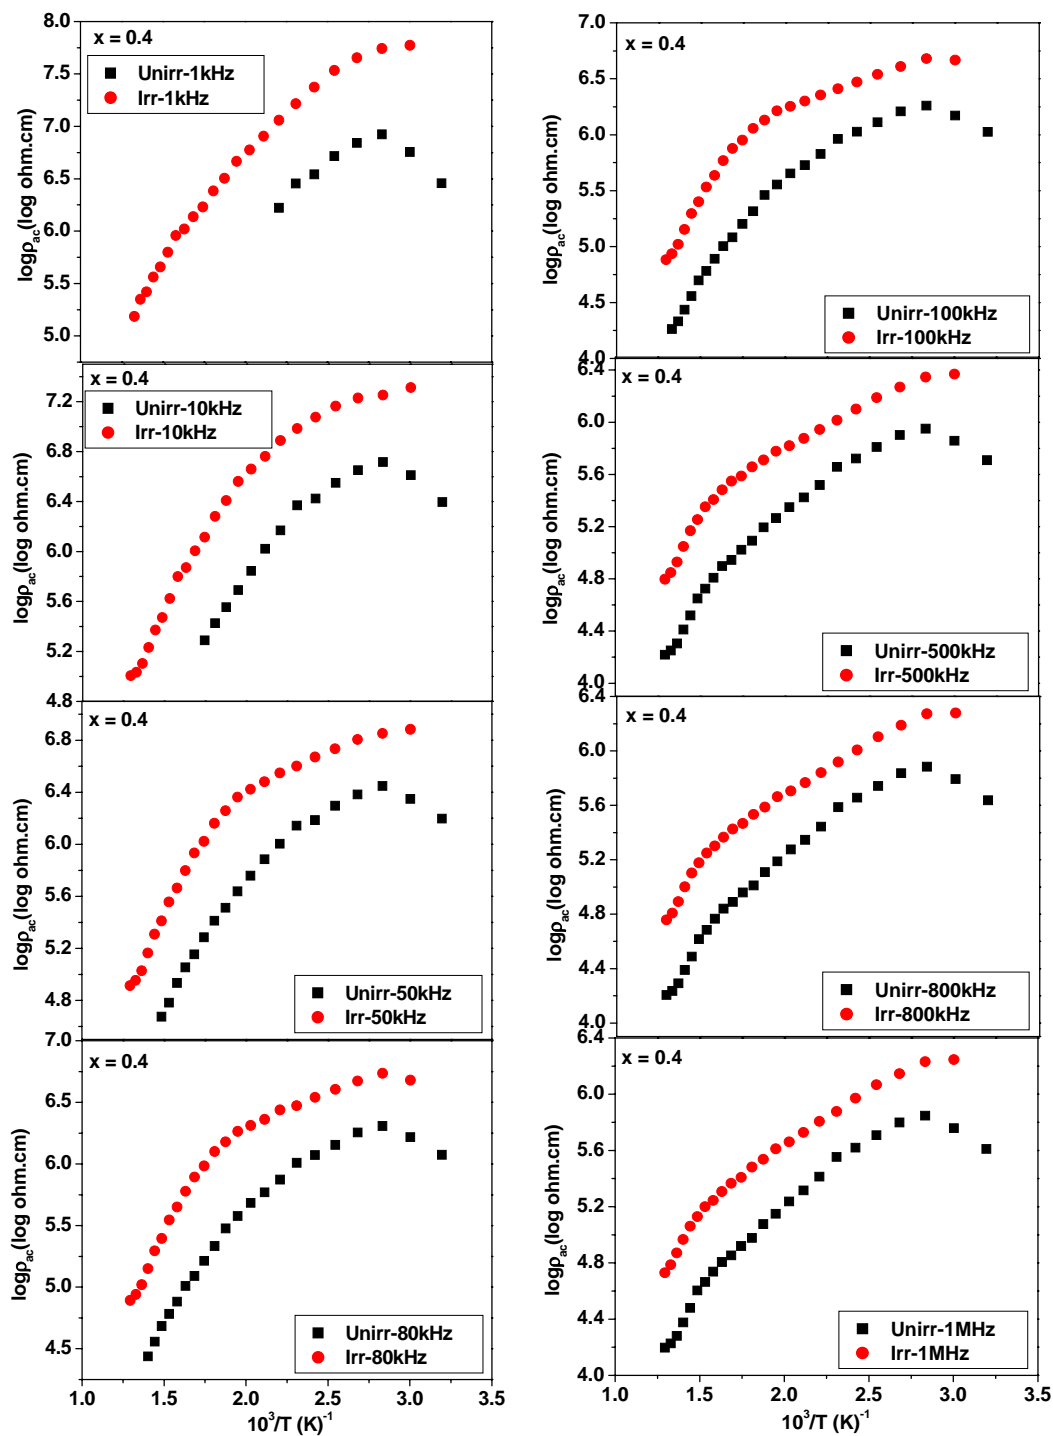 x = 0.4
Unirr-1kHz
Irr-1kHz
8.0
7.5
7.0
6.5
6.0
5.5
5.0
logρac(log ohm.cm)
x = 0.4
Unirr-10kHz
Irr-10kHz
7.2
6.8
6.4
6.0
5.6
5.2
4.8
logρac(log ohm.cm)
x = 0.4
Unirr-50kHz
Irr-50kHz
6.8
6.4
6.0
5.6
5.2
4.8
logρac(log ohm.cm)
x = 0.4
Unirr-80kHz
Irr-80kHz
7.0
6.5
6.0
5.5
5.0
4.5
logρac(log ohm.cm)
1.0 1.5 2.0 2.5 3.0 3.5
10³/T (K)⁻¹
x = 0.4
Unirr-100kHz
Irr-100kHz
7.0
6.5
6.0
5.5
5.0
4.5
4.0
logρac(log ohm.cm)
x = 0.4
Unirr-500kHz
Irr-500kHz
6.4
6.0
5.6
5.2
4.8
4.4
4.0
logρac(log ohm.cm)
x = 0.4
Unirr-800kHz
Irr-800kHz
6.4
6.0
5.6
5.2
4.8
4.4
4.0
logρac(log ohm.cm)
x = 0.4
Unirr-1MHz
Irr-1MHz
6.4
6.0
5.6
5.2
4.8
4.4
4.0
logρac(log ohm.cm)
1.0 1.5 2.0 2.5 3.0 3.5
10³/T (K)⁻¹